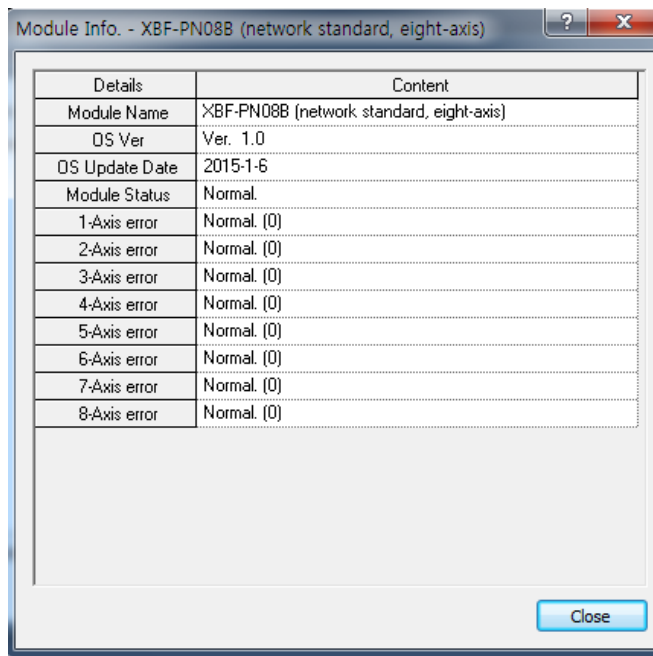 Module Info. - XBF-PN08B (network standard, eight-axis)
Details Content
Module Name XBF-PN08B (network standard, eight-axis)
OS Ver Ver. 1.0
OS Update Date 2015-1-6
Module Status Normal.
1-Axis error Normal. (0)
2-Axis error Normal. (0)
3-Axis error Normal. (0)
4-Axis error Normal. (0)
5-Axis error Normal. (0)
6-Axis error Normal. (0)
7-Axis error Normal. (0)
8-Axis error Normal. (0)
Close